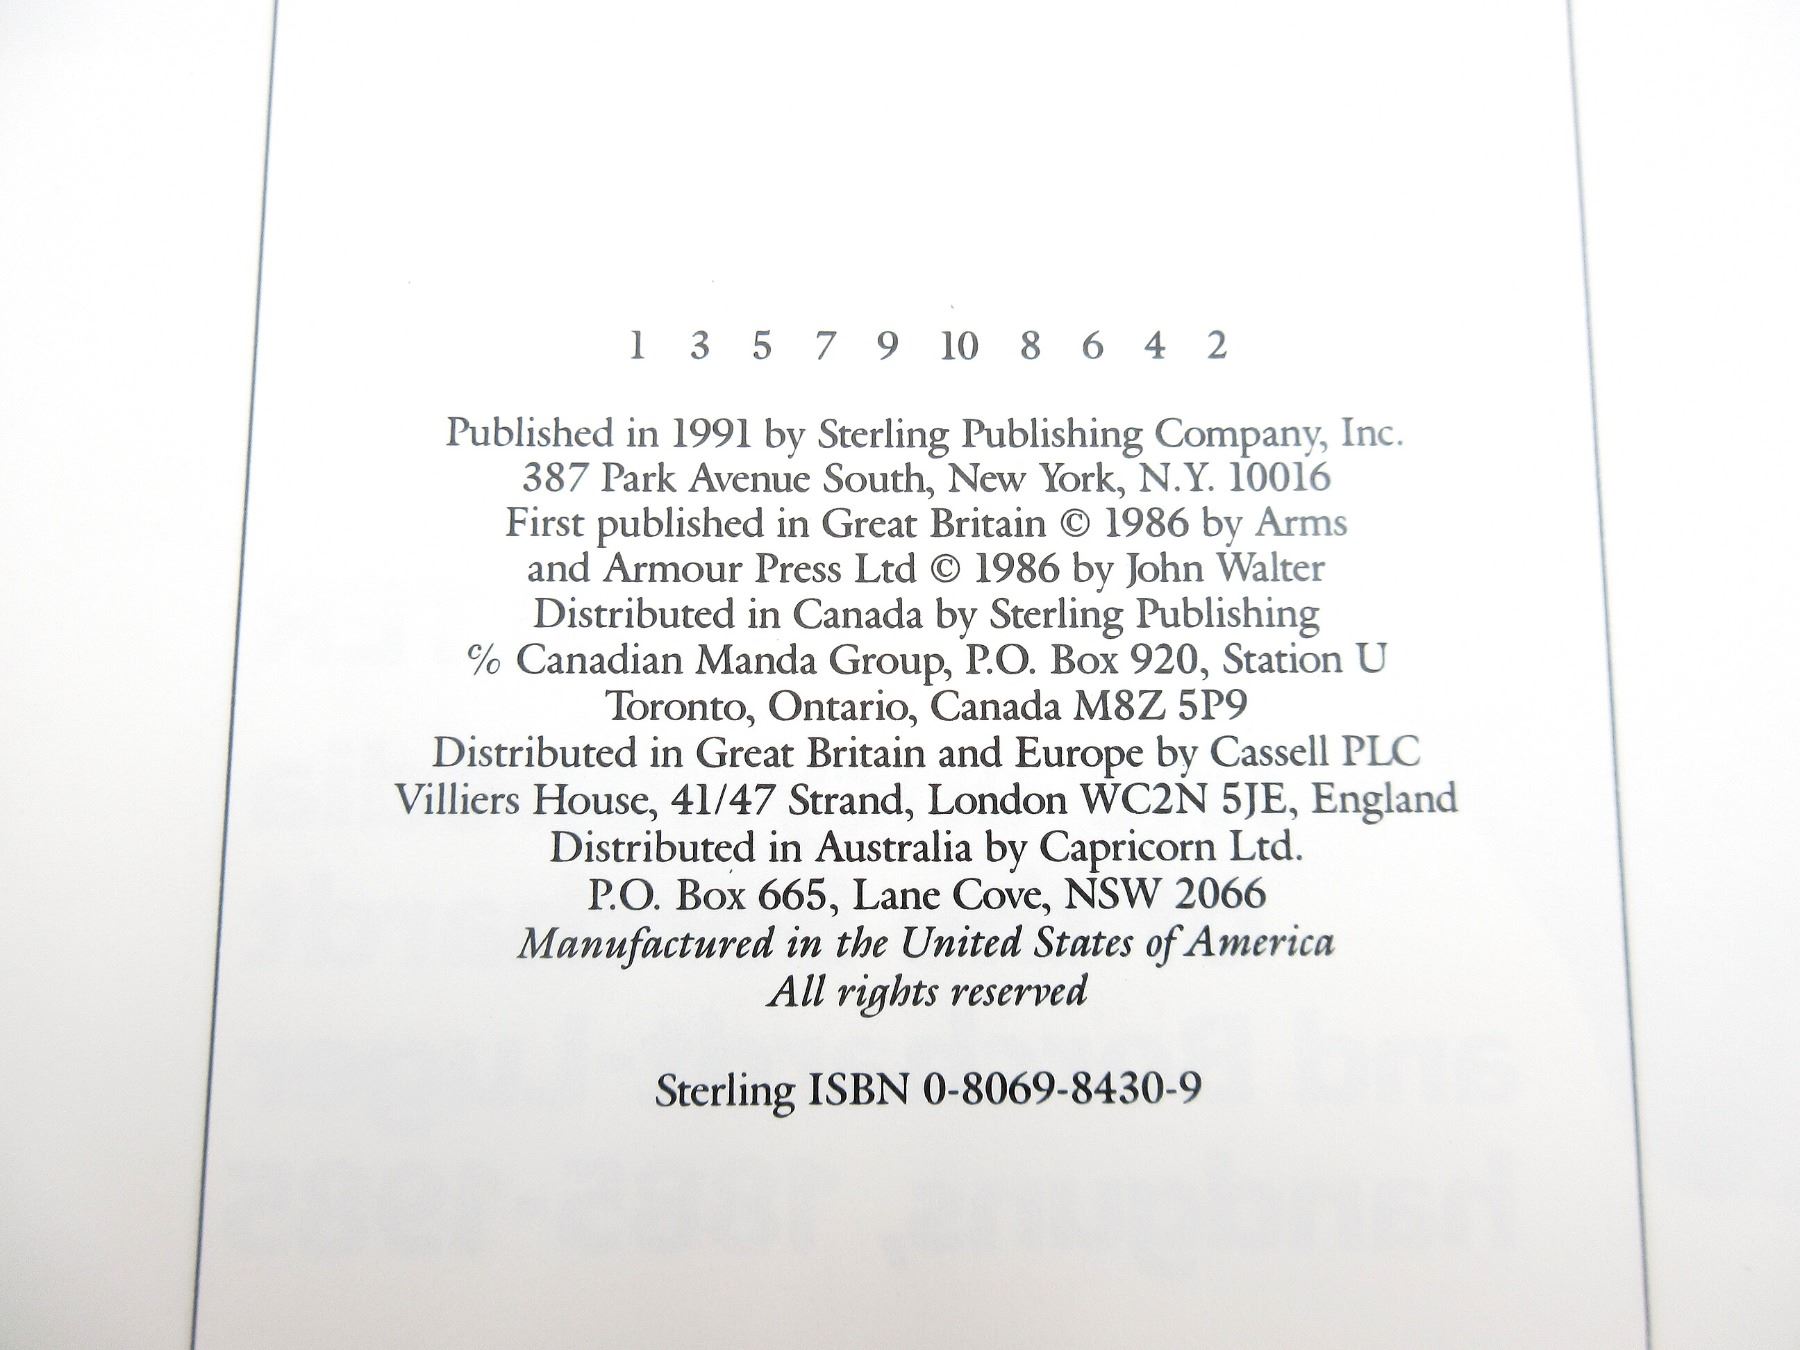 1 3 5 7 9 10 8 6 4 2
Published in 1991 by Sterling Publishing Company, Inc.
387 Park Avenue South, New York, N.Y. 10016
First published in Great Britain © 1986 by Arms
and Armour Press Ltd © 1986 by John Walter
Distributed in Canada by Sterling Publishing
℅ Canadian Manda Group, P.O. Box 920, Station U
Toronto, Ontario, Canada M8Z 5P9
Distributed in Great Britain and Europe by Cassell PLC
Villiers House, 41/47 Strand, London WC2N 5JE, England
Distributed in Australia by Capricorn Ltd.
P.O. Box 665, Lane Cove, NSW 2066
Manufactured in the United States of America
All rights reserved
Sterling ISBN 0-8069-8430-9